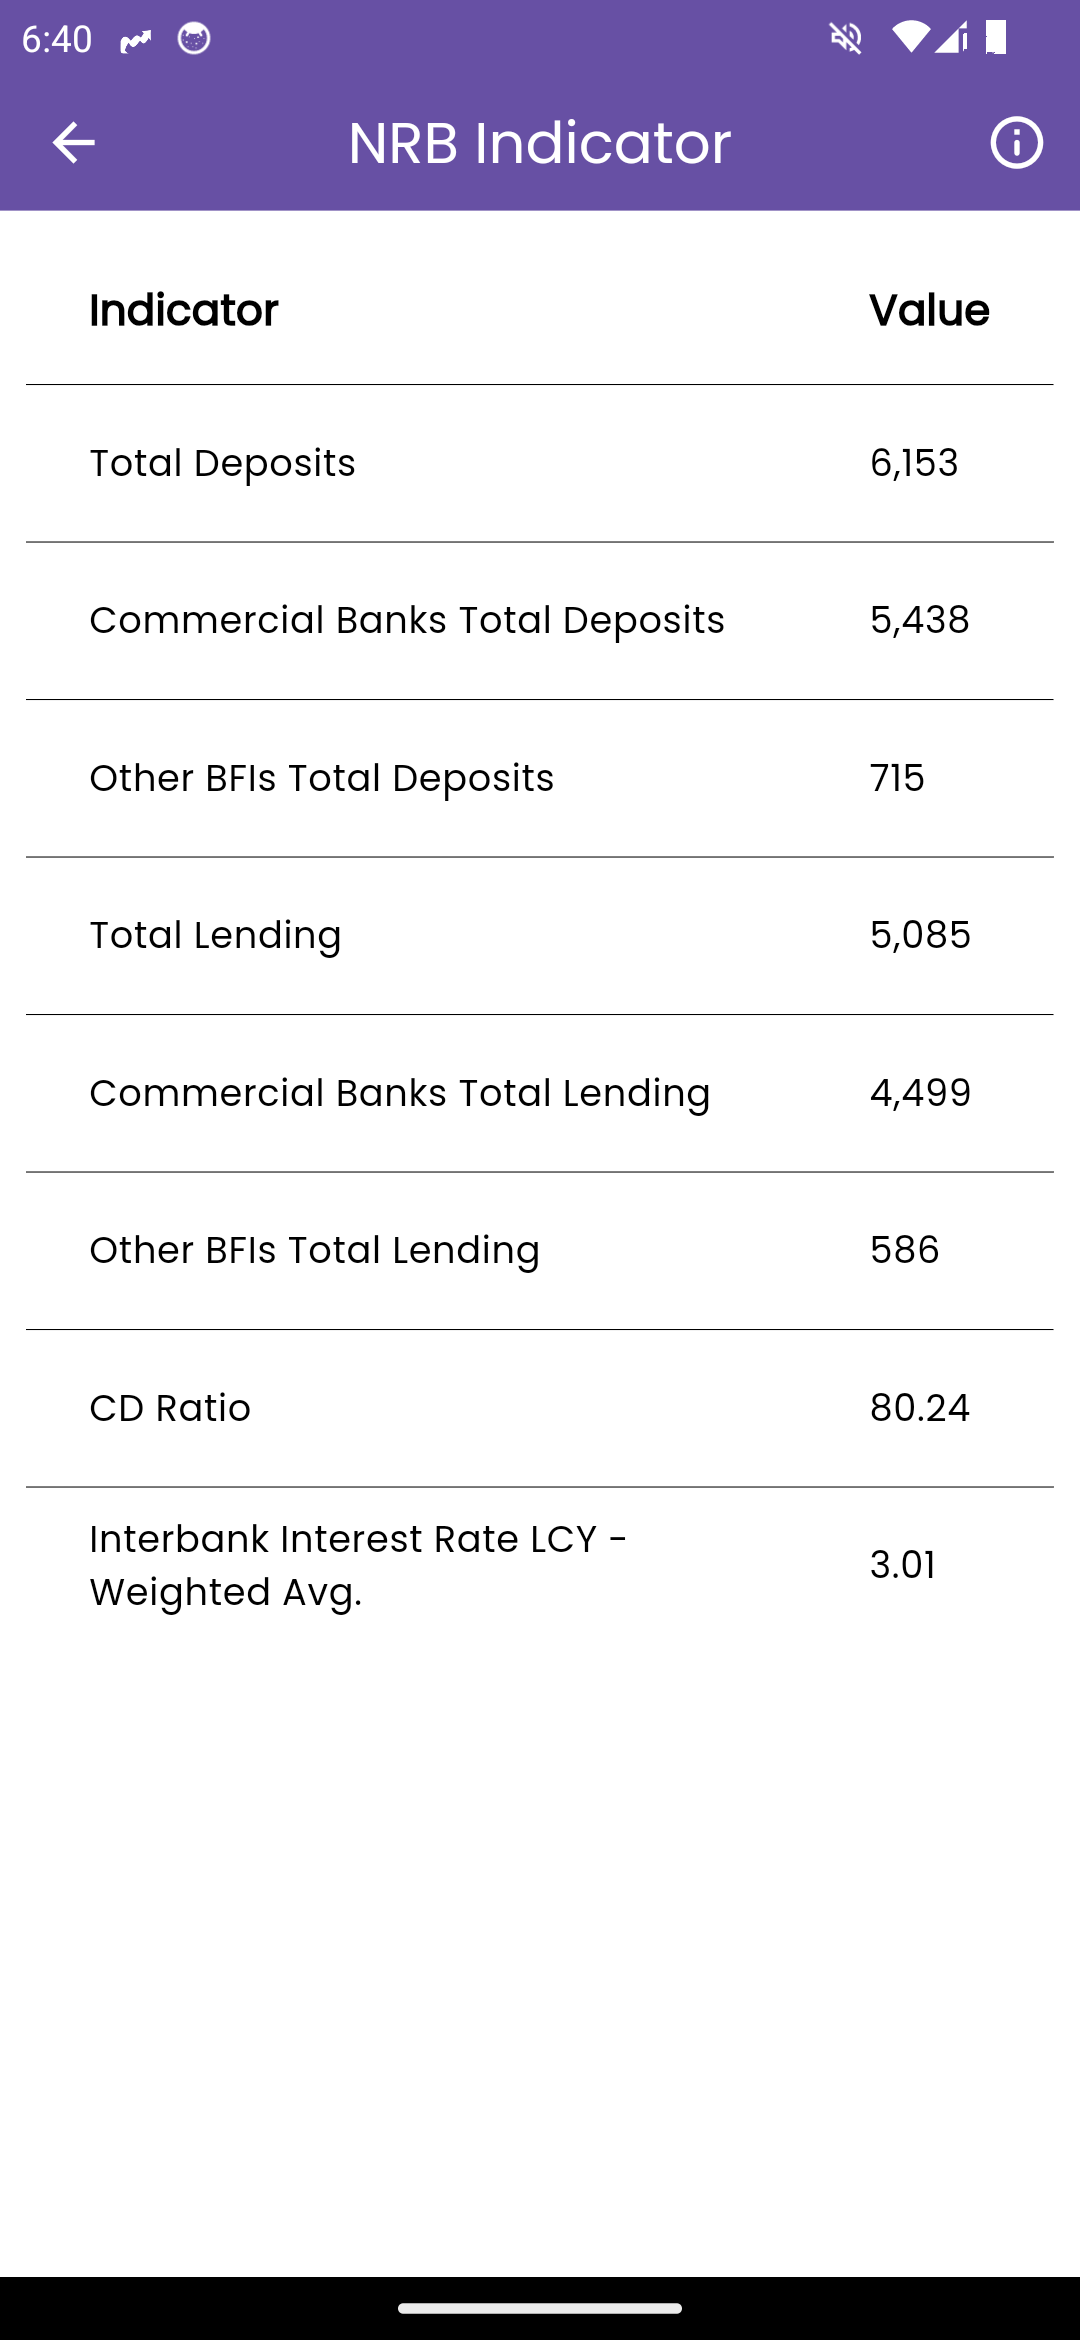 6:40
NRB Indicator
Indicator Value
Total Deposits 6,153
Commercial Banks Total Deposits 5,438
Other BFIs Total Deposits 715
Total Lending 5,085
Commercial Banks Total Lending 4,499
Other BFIs Total Lending 586
CD Ratio 80.24
Interbank Interest Rate LCY -
Weighted Avg. 3.01